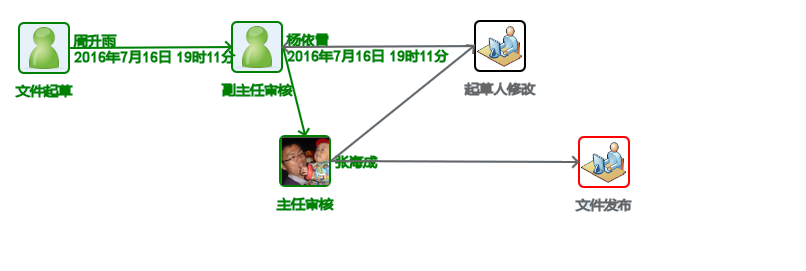 周升雨
2016年7月16日 19时11分
文件起草
杨依雪
2016年7月16日 19时11分
副主任审核
起草人修改
张海成
主任审核
文件发布